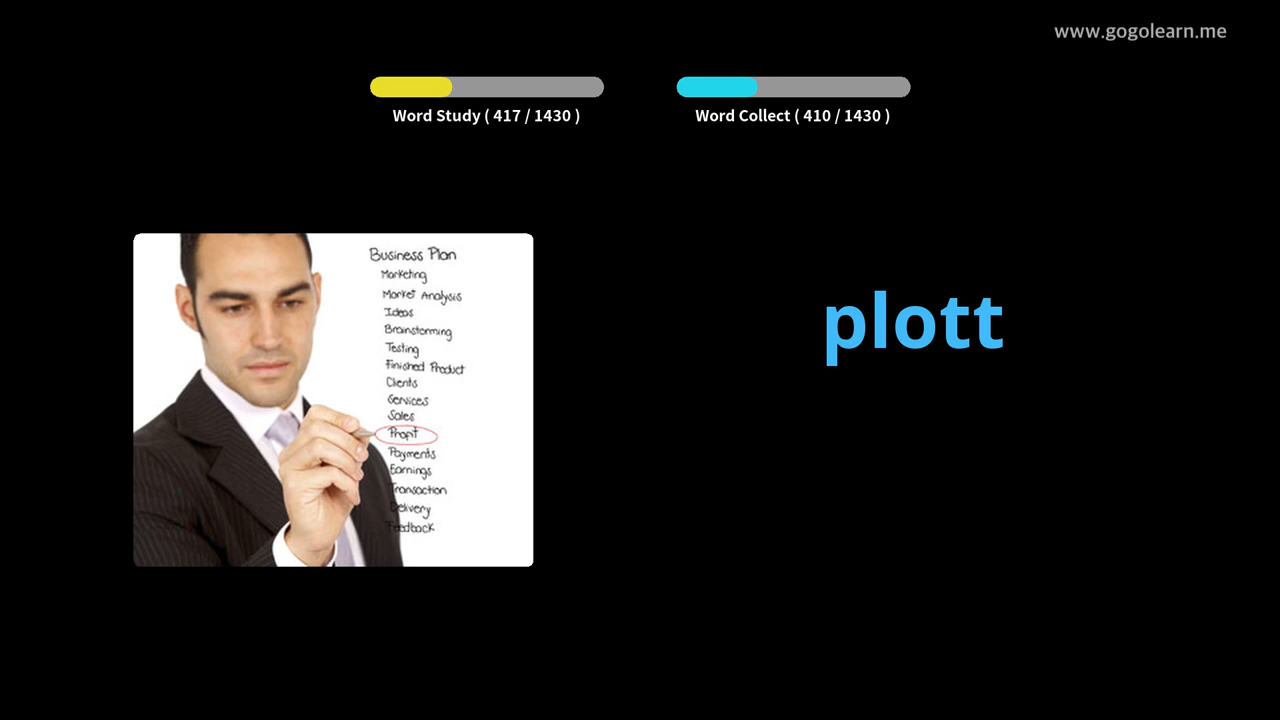 www.gogolearn.me
Word Study ( 417 / 1430 )
Word Collect ( 410 / 1430 )
Business Plan
Marketing
Market Analysis
Ideas
Brainstorming
Testing
Finished Product
Clients
Services
Sales
Profit
Payments
Earnings
Transaction
Delivery
Feedback
plott